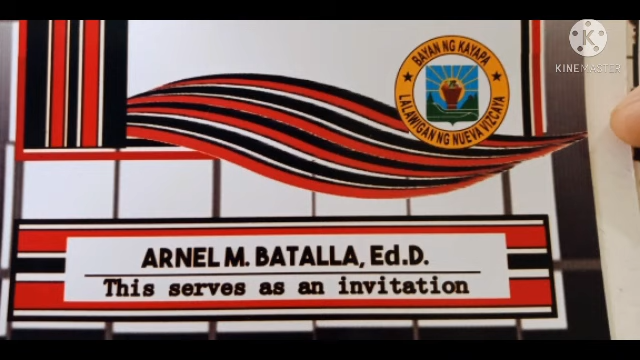 BAYAN NG KAYAPA
LALAWIGAN NG NUEVA VIZCAYA
K
KINEMASTER
ARNEL M. BATALLA, Ed.D.
This serves as an invitation